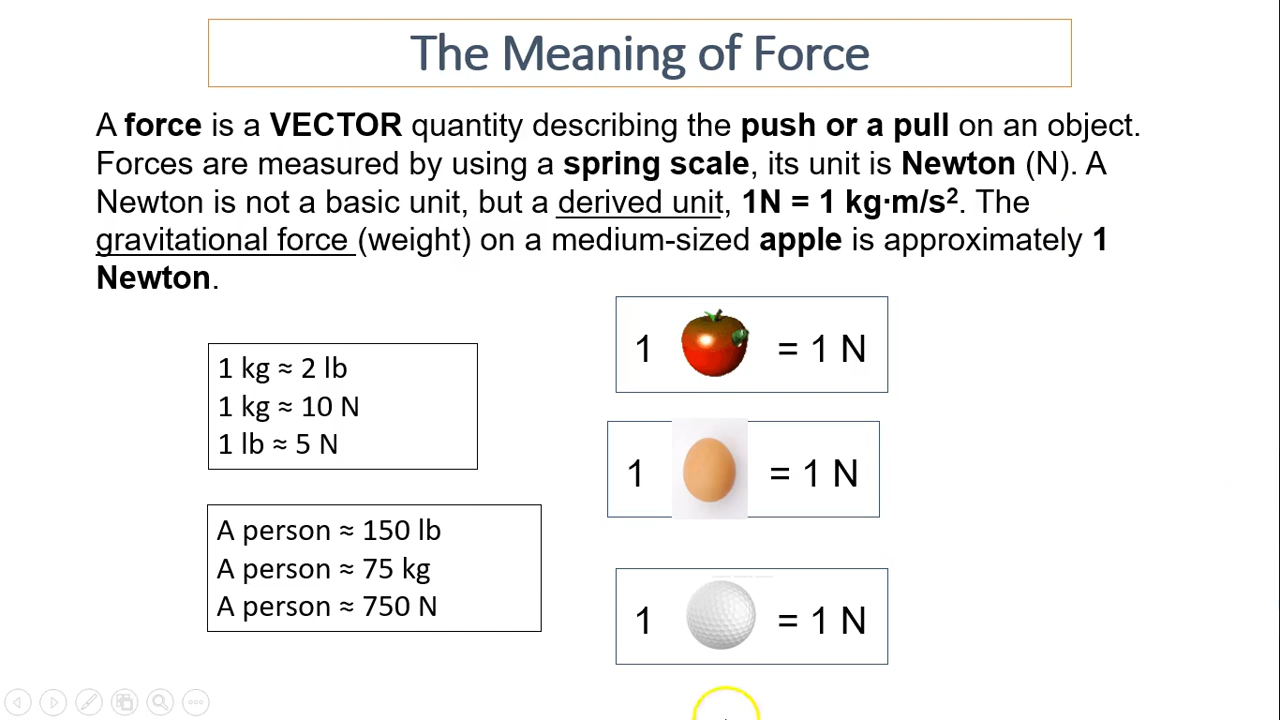 The Meaning of Force
A force is a VECTOR quantity describing the push or a pull on an object.
Forces are measured by using a spring scale, its unit is Newton (N). A
Newton is not a basic unit, but a derived unit, 1N = 1 kg·m/s². The
gravitational force (weight) on a medium-sized apple is approximately 1
Newton.
1 = 1 N
1 kg ≈ 2 lb
1 kg ≈ 10 N
1 lb ≈ 5 N
1 = 1 N
A person ≈ 150 lb
A person ≈ 75 kg
A person ≈ 750 N
1 = 1 N